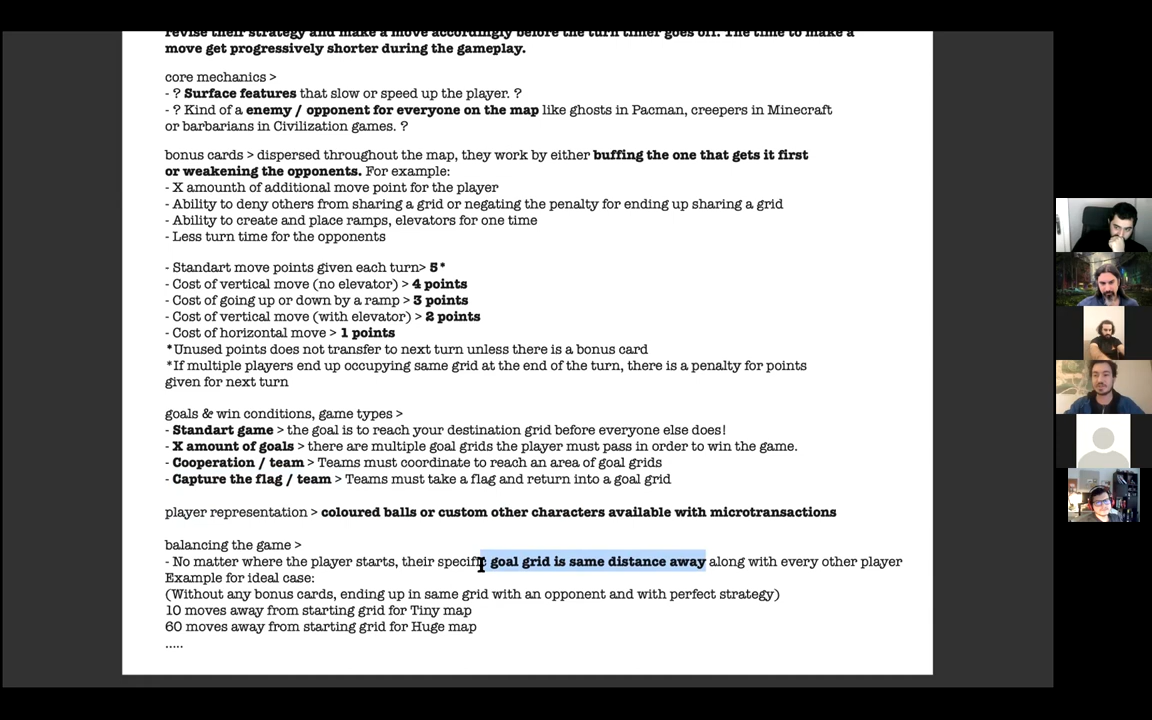 revise their strategy and make a move accordingly before the turn timer goes off. The time to make a
move get progressively shorter during the gameplay.
core mechanics >
- ? Surface features that slow or speed up the player. ?
- ? Kind of a enemy / opponent for everyone on the map like ghosts in Pacman, creepers in Minecraft
or barbarians in Civilization games. ?
bonus cards > dispersed throughout the map, they work by either buffing the one that gets it first
or weakening the opponents. For example:
- X amounth of additional move point for the player
- Ability to deny others from sharing a grid or negating the penalty for ending up sharing a grid
- Ability to create and place ramps, elevators for one time
- Less turn time for the opponents
- Standart move points given each turn> 5*
- Cost of vertical move (no elevator) > 4 points
- Cost of going up or down by a ramp > 3 points
- Cost of vertical move (with elevator) > 2 points
- Cost of horizontal move > 1 points
*Unused points does not transfer to next turn unless there is a bonus card
*If multiple players end up occupying same grid at the end of the turn, there is a penalty for points
given for next turn
goals & win conditions, game types >
- Standart game > the goal is to reach your destination grid before everyone else does!
- X amount of goals > there are multiple goal grids the player must pass in order to win the game.
- Cooperation / team > Teams must coordinate to reach an area of goal grids
- Capture the flag / team > Teams must take a flag and return into a goal grid
player representation > coloured balls or custom other characters available with microtransactions
balancing the game >
- No matter where the player starts, their specific goal grid is same distance away along with every other player
Example for ideal case:
(Without any bonus cards, ending up in same grid with an opponent and with perfect strategy)
10 moves away from starting grid for Tiny map
60 moves away from starting grid for Huge map
.....